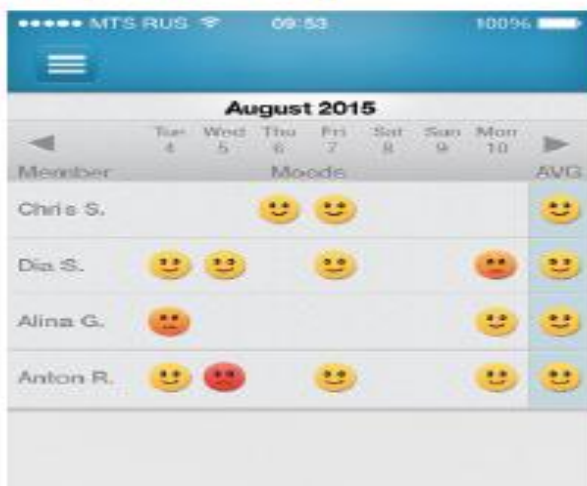 MTS RUS 09:53 100%
August 2015
Tue Wed Thu Fri Sat Sun Mon
4 5 6 7 8 9 10
Member Moods AVG
Chris S.
Dia S.
Alina G.
Anton R.